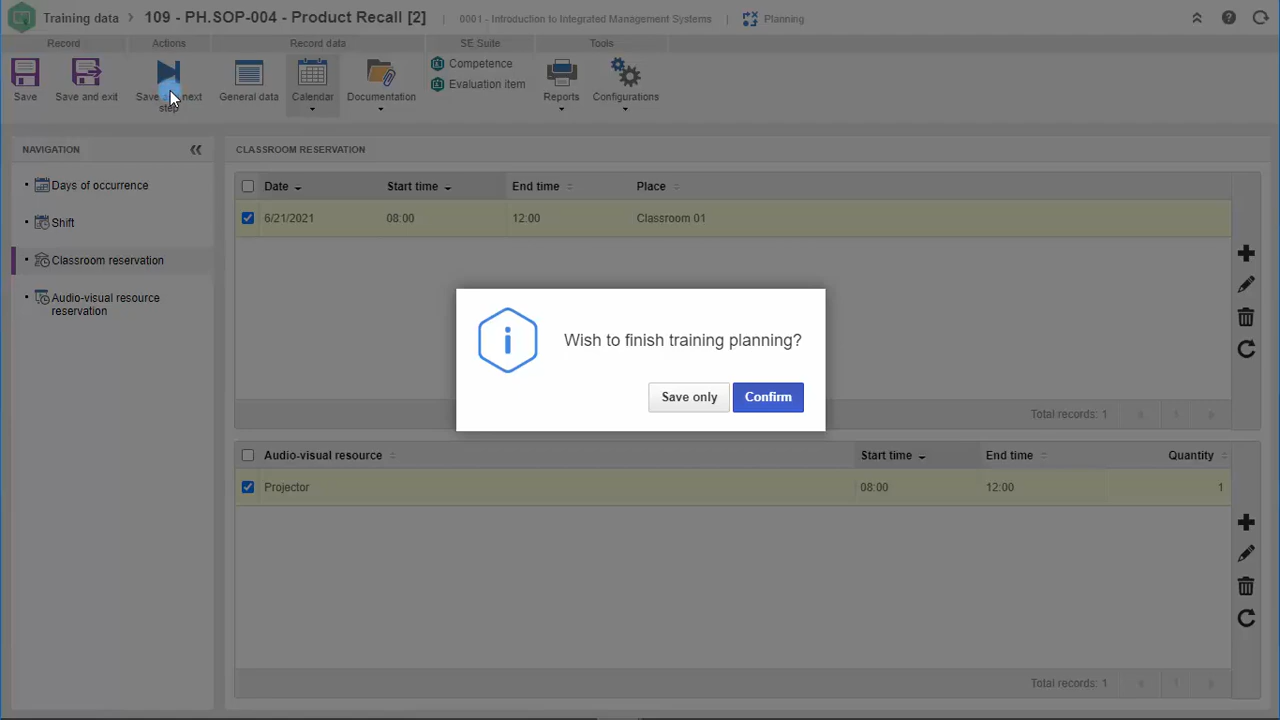 Training data
109 - PH.SOP-004 - Product Recall [2]
0001 - Introduction to Integrated Management Systems
Planning
Record
Actions
Record data
SE Suite
Tools
Save
Save and exit
Save next
step
General data
Calendar
Documentation
Competence
Evaluation item
Reports
Configurations
NAVIGATION
Days of occurrence
Shift
Classroom reservation
Audio-visual resource
reservation
CLASSROOM RESERVATION
Date Start time End time Place
6/21/2021 08:00 12:00 Classroom 01
Wish to finish training planning?
Save only Confirm
Total records: 1
1
Audio-visual resource Start time End time Quantity
Projector 08:00 12:00 1
Total records: 1
1